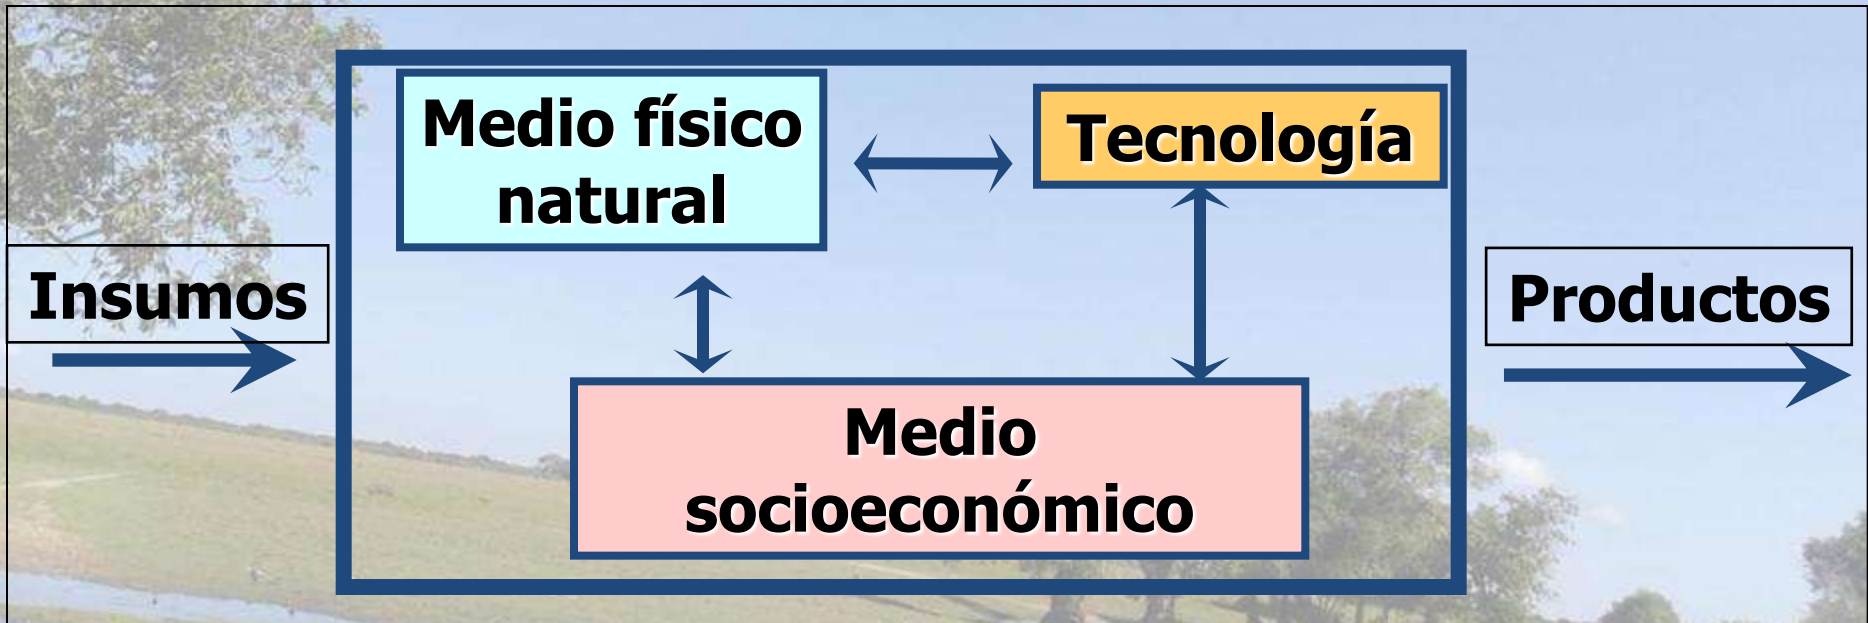 Insumos
Medio físico
natural
Tecnología
Medio
socioeconómico
Productos